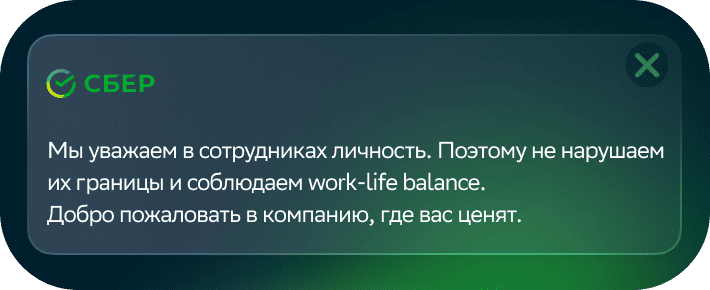 СБЕР
Мы уважаем в сотрудниках личность. Поэтому не нарушаем
их границы и соблюдаем work-life balance.
Добро пожаловать в компанию, где вас ценят.